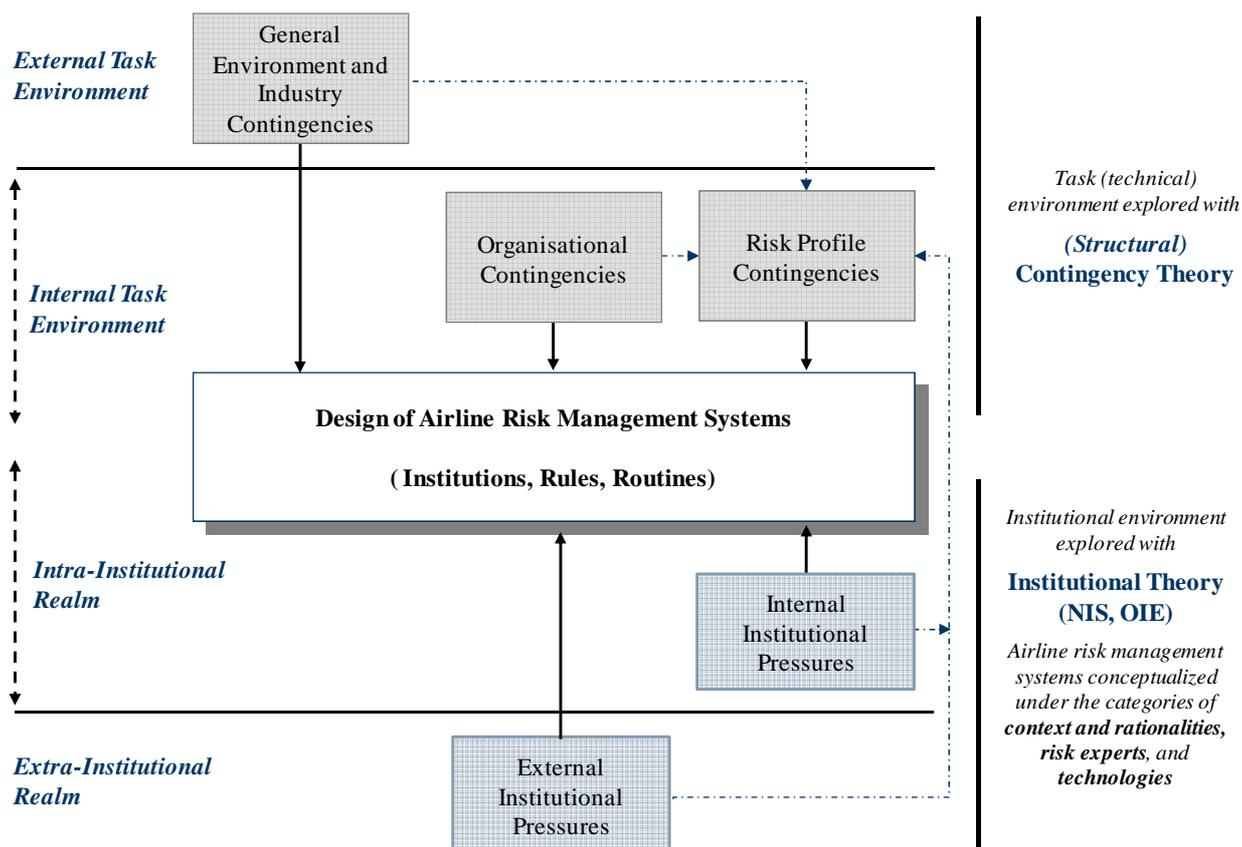 External Task
Environment
General
Environment and
Industry
Contingencies
Organisational
Contingencies
Risk Profile
Contingencies
Internal Task
Environment
Design of Airline Risk Management Systems
( Institutions, Rules, Routines)
Intra-Institutional
Realm
Internal
Institutional
Pressures
Extra-Institutional
Realm
External
Institutional
Pressures
Task (technical)
environment explored with
(Structural)
Contingency Theory
Institutional environment
explored with
Institutional Theory
(NIS, OIE)
Airline risk management
systems conceptualized
under the categories of
context and rationalities,
risk experts, and
technologies